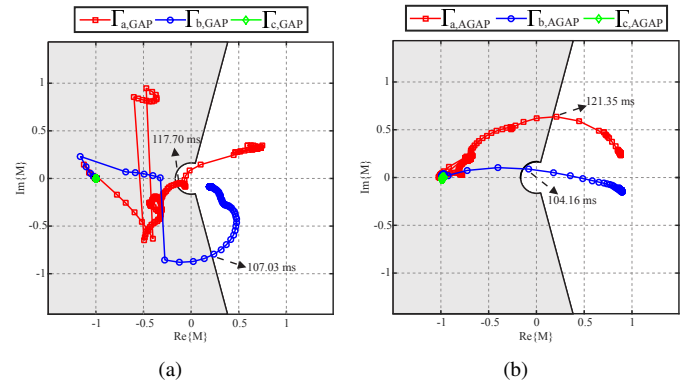 Γa,GAP Γb,GAP Γc,GAP
(a)
1
0.5
0
-0.5
-1
Im{M}
117.70 ms
107.03 ms
-1 -0.5 0 0.5 1
Re{M}
(a)
Γa,AGAP Γb,AGAP Γc,AGAP
(b)
1
0.5
0
-0.5
-1
Im{M}
121.35 ms
104.16 ms
-1 -0.5 0 0.5 1
Re{M}
(b)